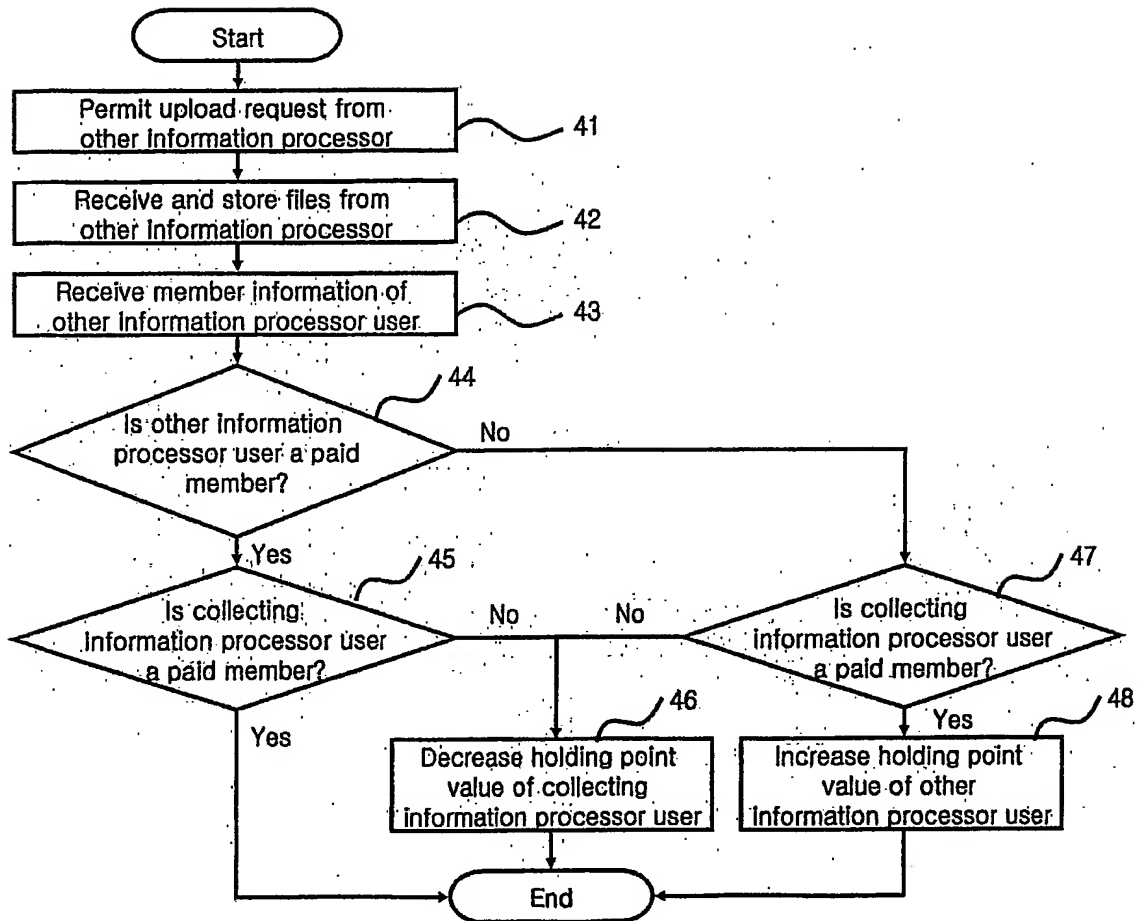 Start
Permit upload request from
other information processor
41
Receive and store files from
other information processor
42
Receive member information of
other information processor user
43
44
Is other information
processor user a paid
member?
No
Yes
45
47
Is collecting
information processor user
a paid member?
No
No
Is collecting
information processor user
a paid member?
Yes
46
Yes
48
Decrease holding point
value of collecting
information processor user
Increase holding point
value of other
information processor user
End